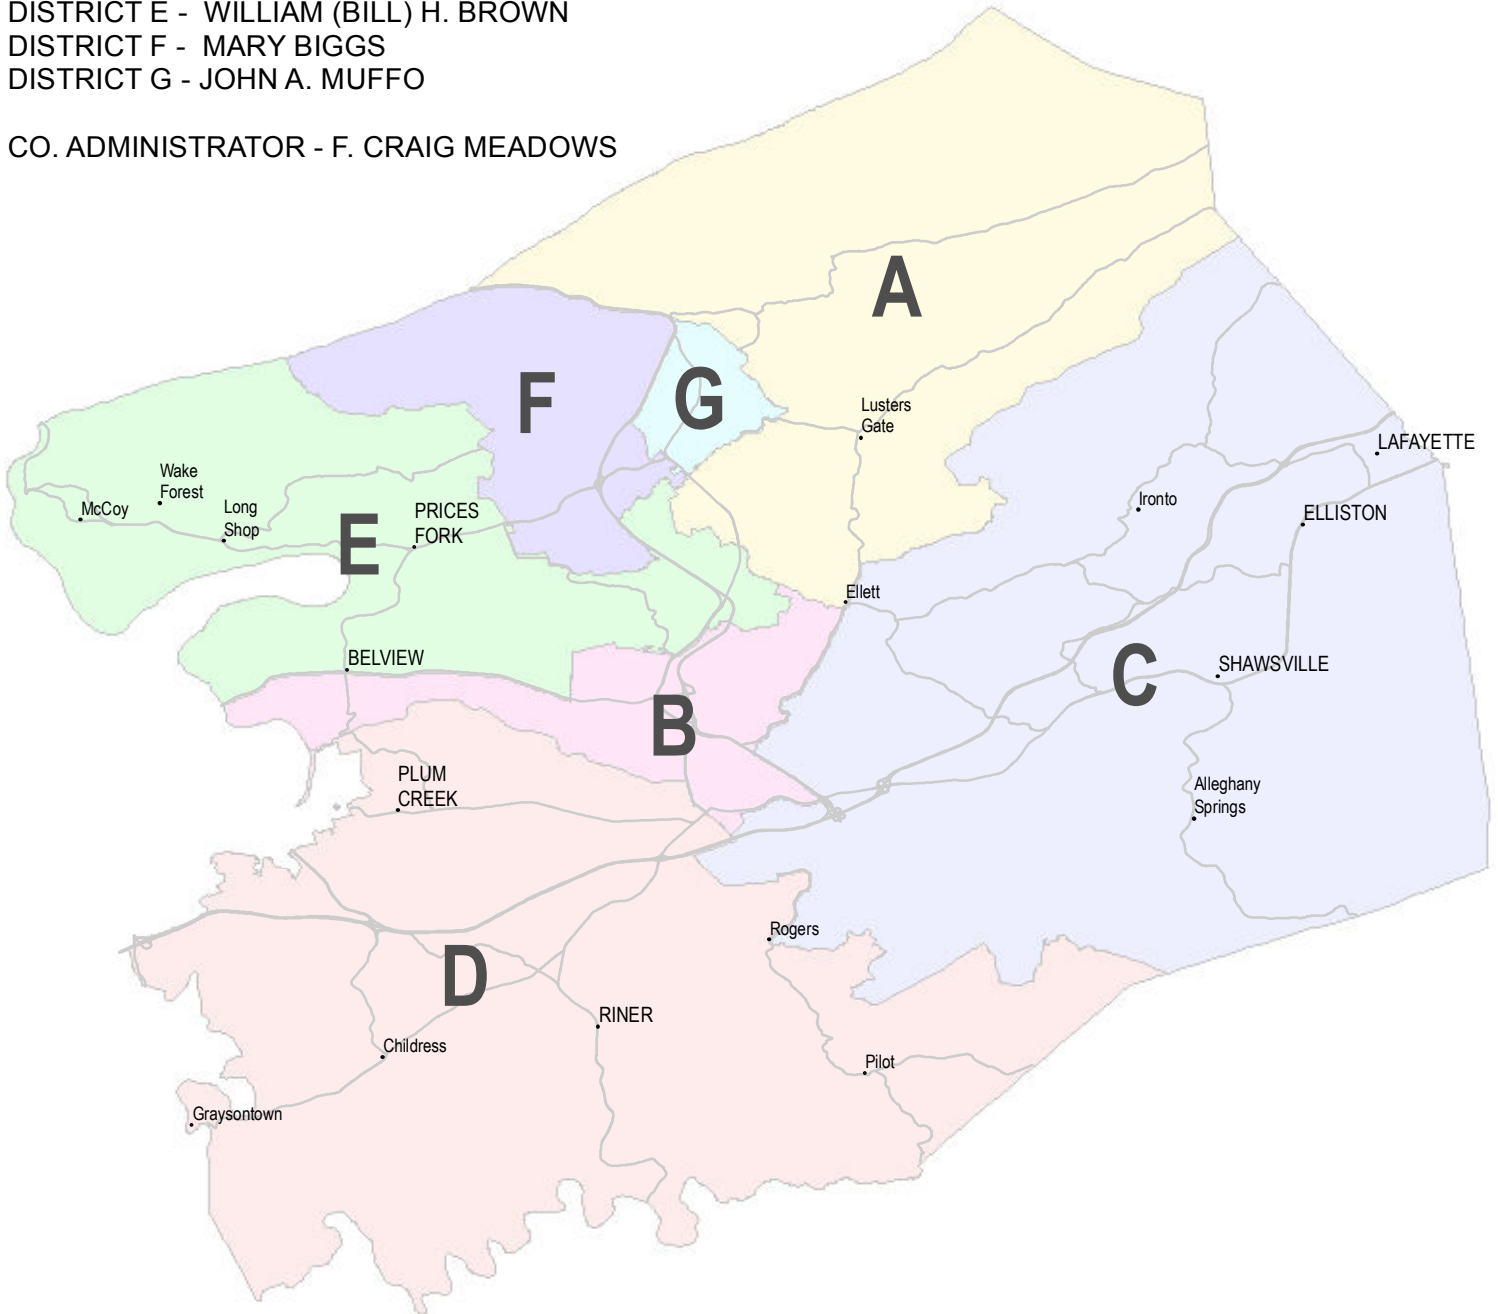 DISTRICT E - WILLIAM (BILL) H. BROWN
DISTRICT F - MARY BIGGS
DISTRICT G - JOHN A. MUFFO
CO. ADMINISTRATOR - F. CRAIG MEADOWS
A
F
G
Lusters
Gate
LAFAYETTE
Wake
Forest
McCoy
Long
Shop
E
PRICES
FORK
Ironto
ELLISTON
Ellett
BELVIEW
C
SHAWSVILLE
B
PLUM
CREEK
Alleghany
Springs
Rogers
D
RINER
Childress
Pilot
Graysontown